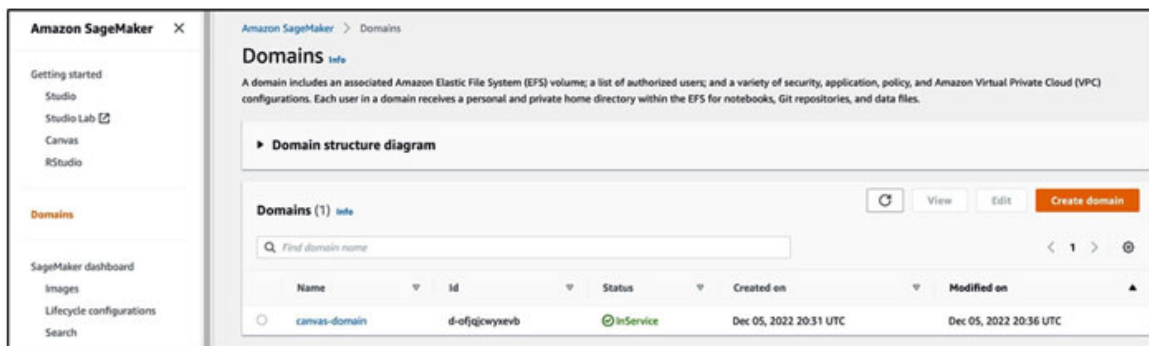 Amazon SageMaker
Getting started
Studio
Studio Lab
Canvas
RStudio
Domains
SageMaker dashboard
Images
Lifecycle configurations
Search
Amazon SageMaker > Domains
Domains Info
A domain includes an associated Amazon Elastic File System (EFS) volume; a list of authorized users; and a variety of security, application, policy, and Amazon Virtual Private Cloud (VPC)
configurations. Each user in a domain receives a personal and private home directory within the EFS for notebooks, Git repositories, and data files.
Domain structure diagram
Domains (1) Info
View Edit Create domain
Find domain name
< 1 >
Name Id Status Created on Modified on
canvas-domain d-ofjqjcwyxevb InService Dec 05, 2022 20:31 UTC Dec 05, 2022 20:36 UTC